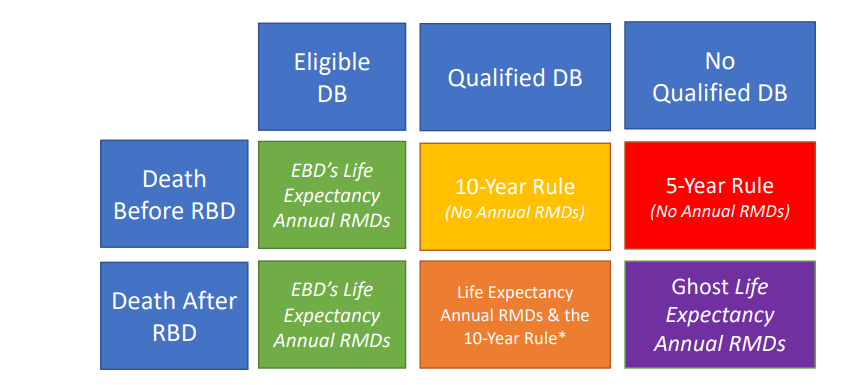 Eligible
DB
Qualified DB
No
Qualified DB
Death
Before RBD
EBD's Life
Expectancy
Annual RMDs
10-Year Rule
(No Annual RMDs)
5-Year Rule
(No Annual RMDs)
Death After
RBD
EBD's Life
Expectancy
Annual RMDs
Life Expectancy
Annual RMDs & the
10-Year Rule*
Ghost Life
Expectancy
Annual RMDs